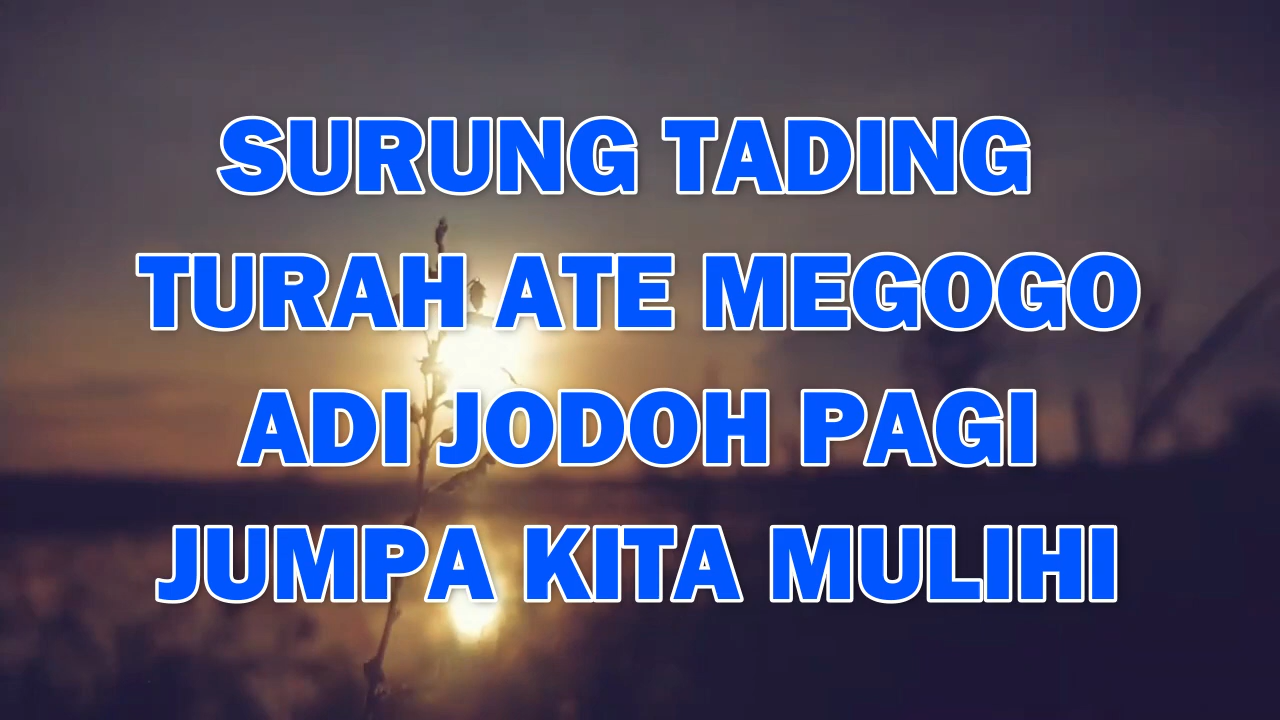 SURUNG TADING
TURAH ATE MEGOGO
ADI JODOH PAGI
JUMPA KITA MULIHI